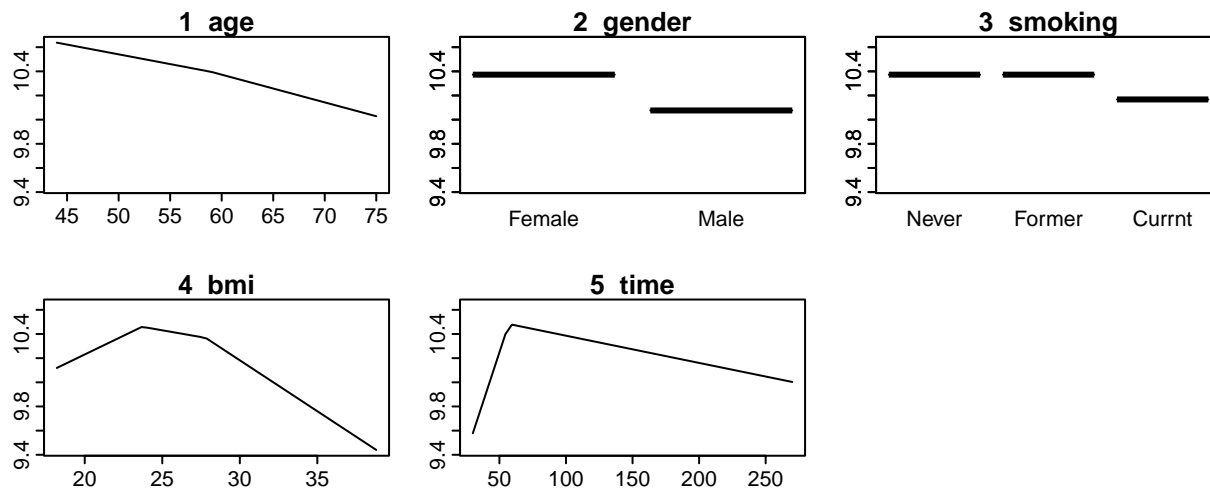 1 age
10.4
9.8
9.4
45 50 55 60 65 70 75
2 gender
10.4
9.8
9.4
Female Male
3 smoking
10.4
9.8
9.4
Never Former Currnt
4 bmi
10.4
9.8
9.4
20 25 30 35
5 time
10.4
9.8
9.4
50 100 150 200 250